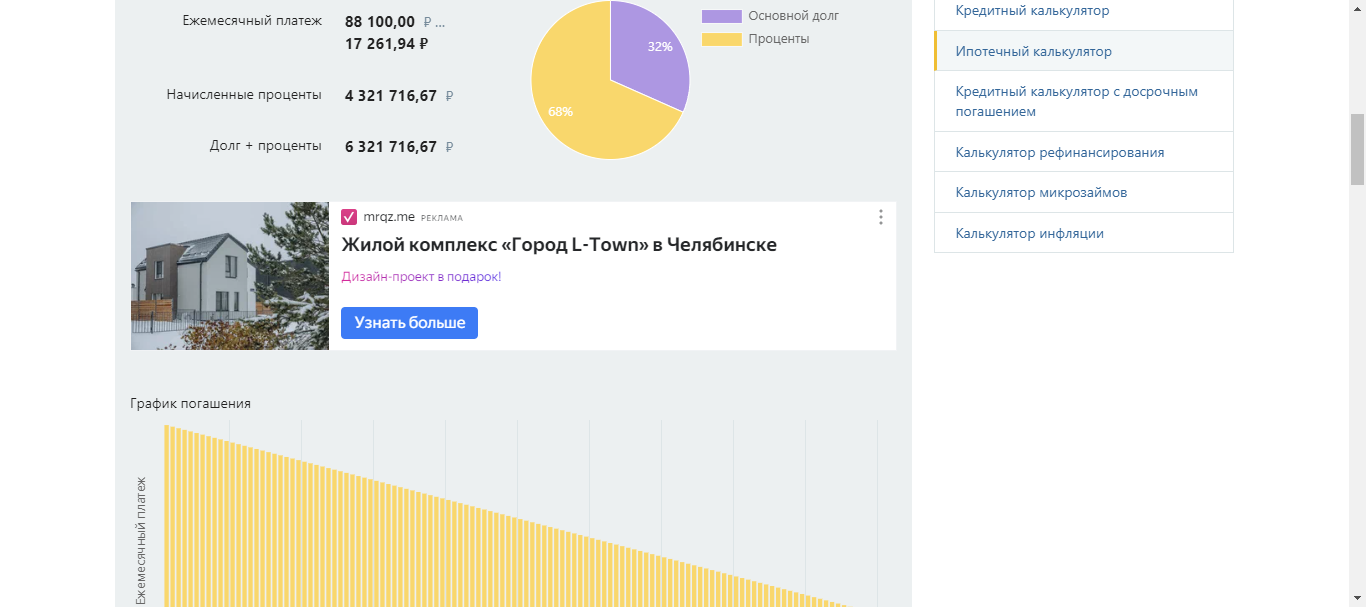 Ежемесячный платеж
88 100,00 ₽ ...
17 261,94 ₽
Начисленные проценты
4 321 716,67 ₽
Долг + проценты
6 321 716,67 ₽
32%
68%
Основной долг
Проценты
mrqz.me РЕКЛАМА
Жилой комплекс «Город L-Town» в Челябинске
Дизайн-проект в подарок!
Узнать больше
График погашения
Ежемесячный платеж
Кредитный калькулятор
Ипотечный калькулятор
Кредитный калькулятор с досрочным
погашением
Калькулятор рефинансирования
Калькулятор микрозаймов
Калькулятор инфляции